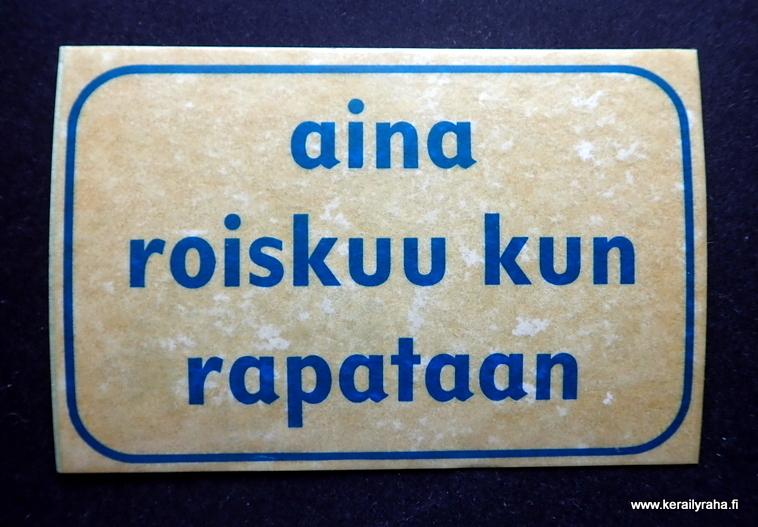 aina
roiskuu kun
rapataan
www.kerailyraha.fi